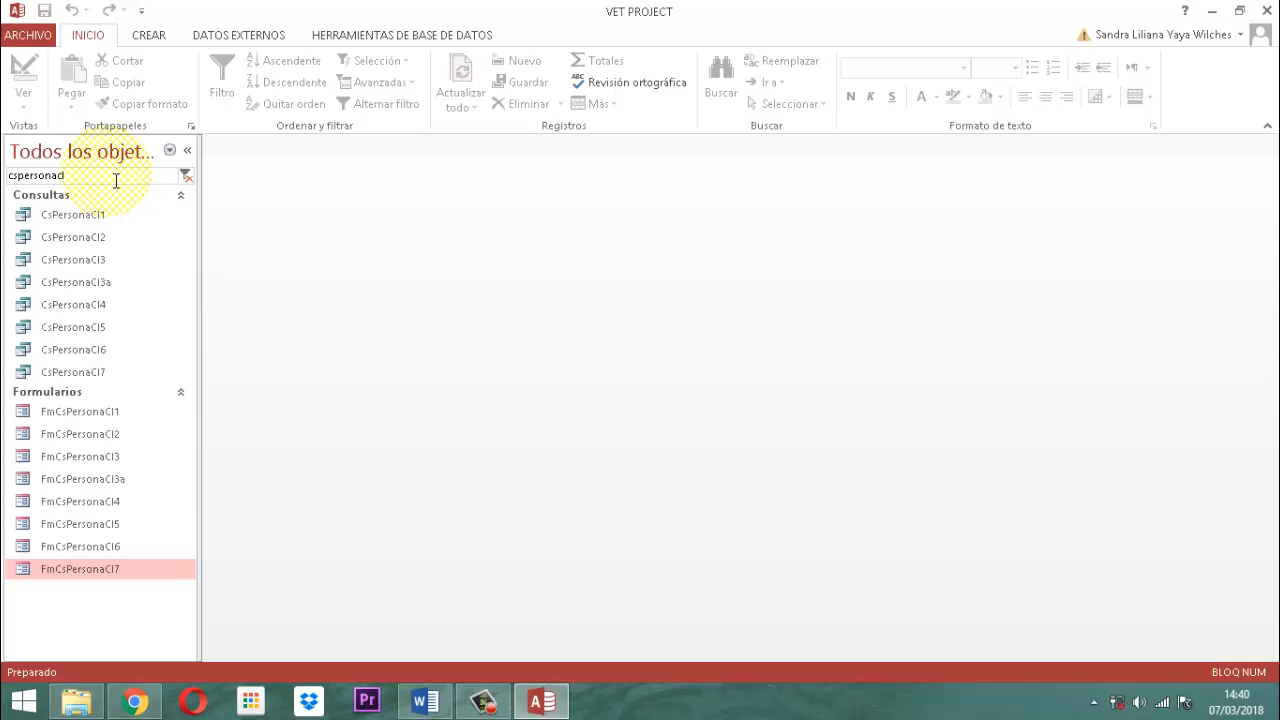 VET PROJECT
?
ARCHIVO INICIO CREAR DATOS EXTERNOS HERRAMIENTAS DE BASE DE DATOS Sandra Liliana Yaya Wilches
Ver
Vistas
Pegar
Cortar
Copiar
Copiar formato
Portapapeles
Filtro
Ascendente
Descendente
Quitar orden
Selección
Avanzadas
Alternar filtro
Ordenar y filtrar
Actualizar
todo
Nuevo
Guardar
Eliminar
Totales
Revisión ortográfica
Más
Registros
Buscar
Reemplazar
Ir a
Seleccionar
Buscar
N K S A
Formato de texto
Todos los objet...
cspersonacl
Consultas
CsPersonaCl1
CsPersonaCl2
CsPersonaCl3
CsPersonaCl3a
CsPersonaCl4
CsPersonaCl5
CsPersonaCl6
CsPersonaCl7
Formularios
FmCsPersonaCl1
FmCsPersonaCl2
FmCsPersonaCl3
FmCsPersonaCl3a
FmCsPersonaCl4
FmCsPersonaCl5
FmCsPersonaCl6
FmCsPersonaCl7
Preparado
BLOQ NUM
Pr
14:40
07/03/2018